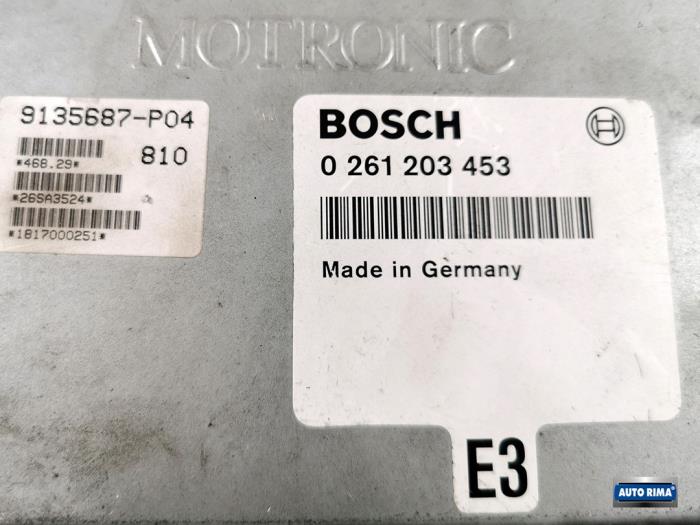 MOTRONIC
9135687-P04
810
*468.29*
*26SA3524*
*1817000251*
BOSCH
0 261 203 453
Made in Germany
E3
AUTO RIMA